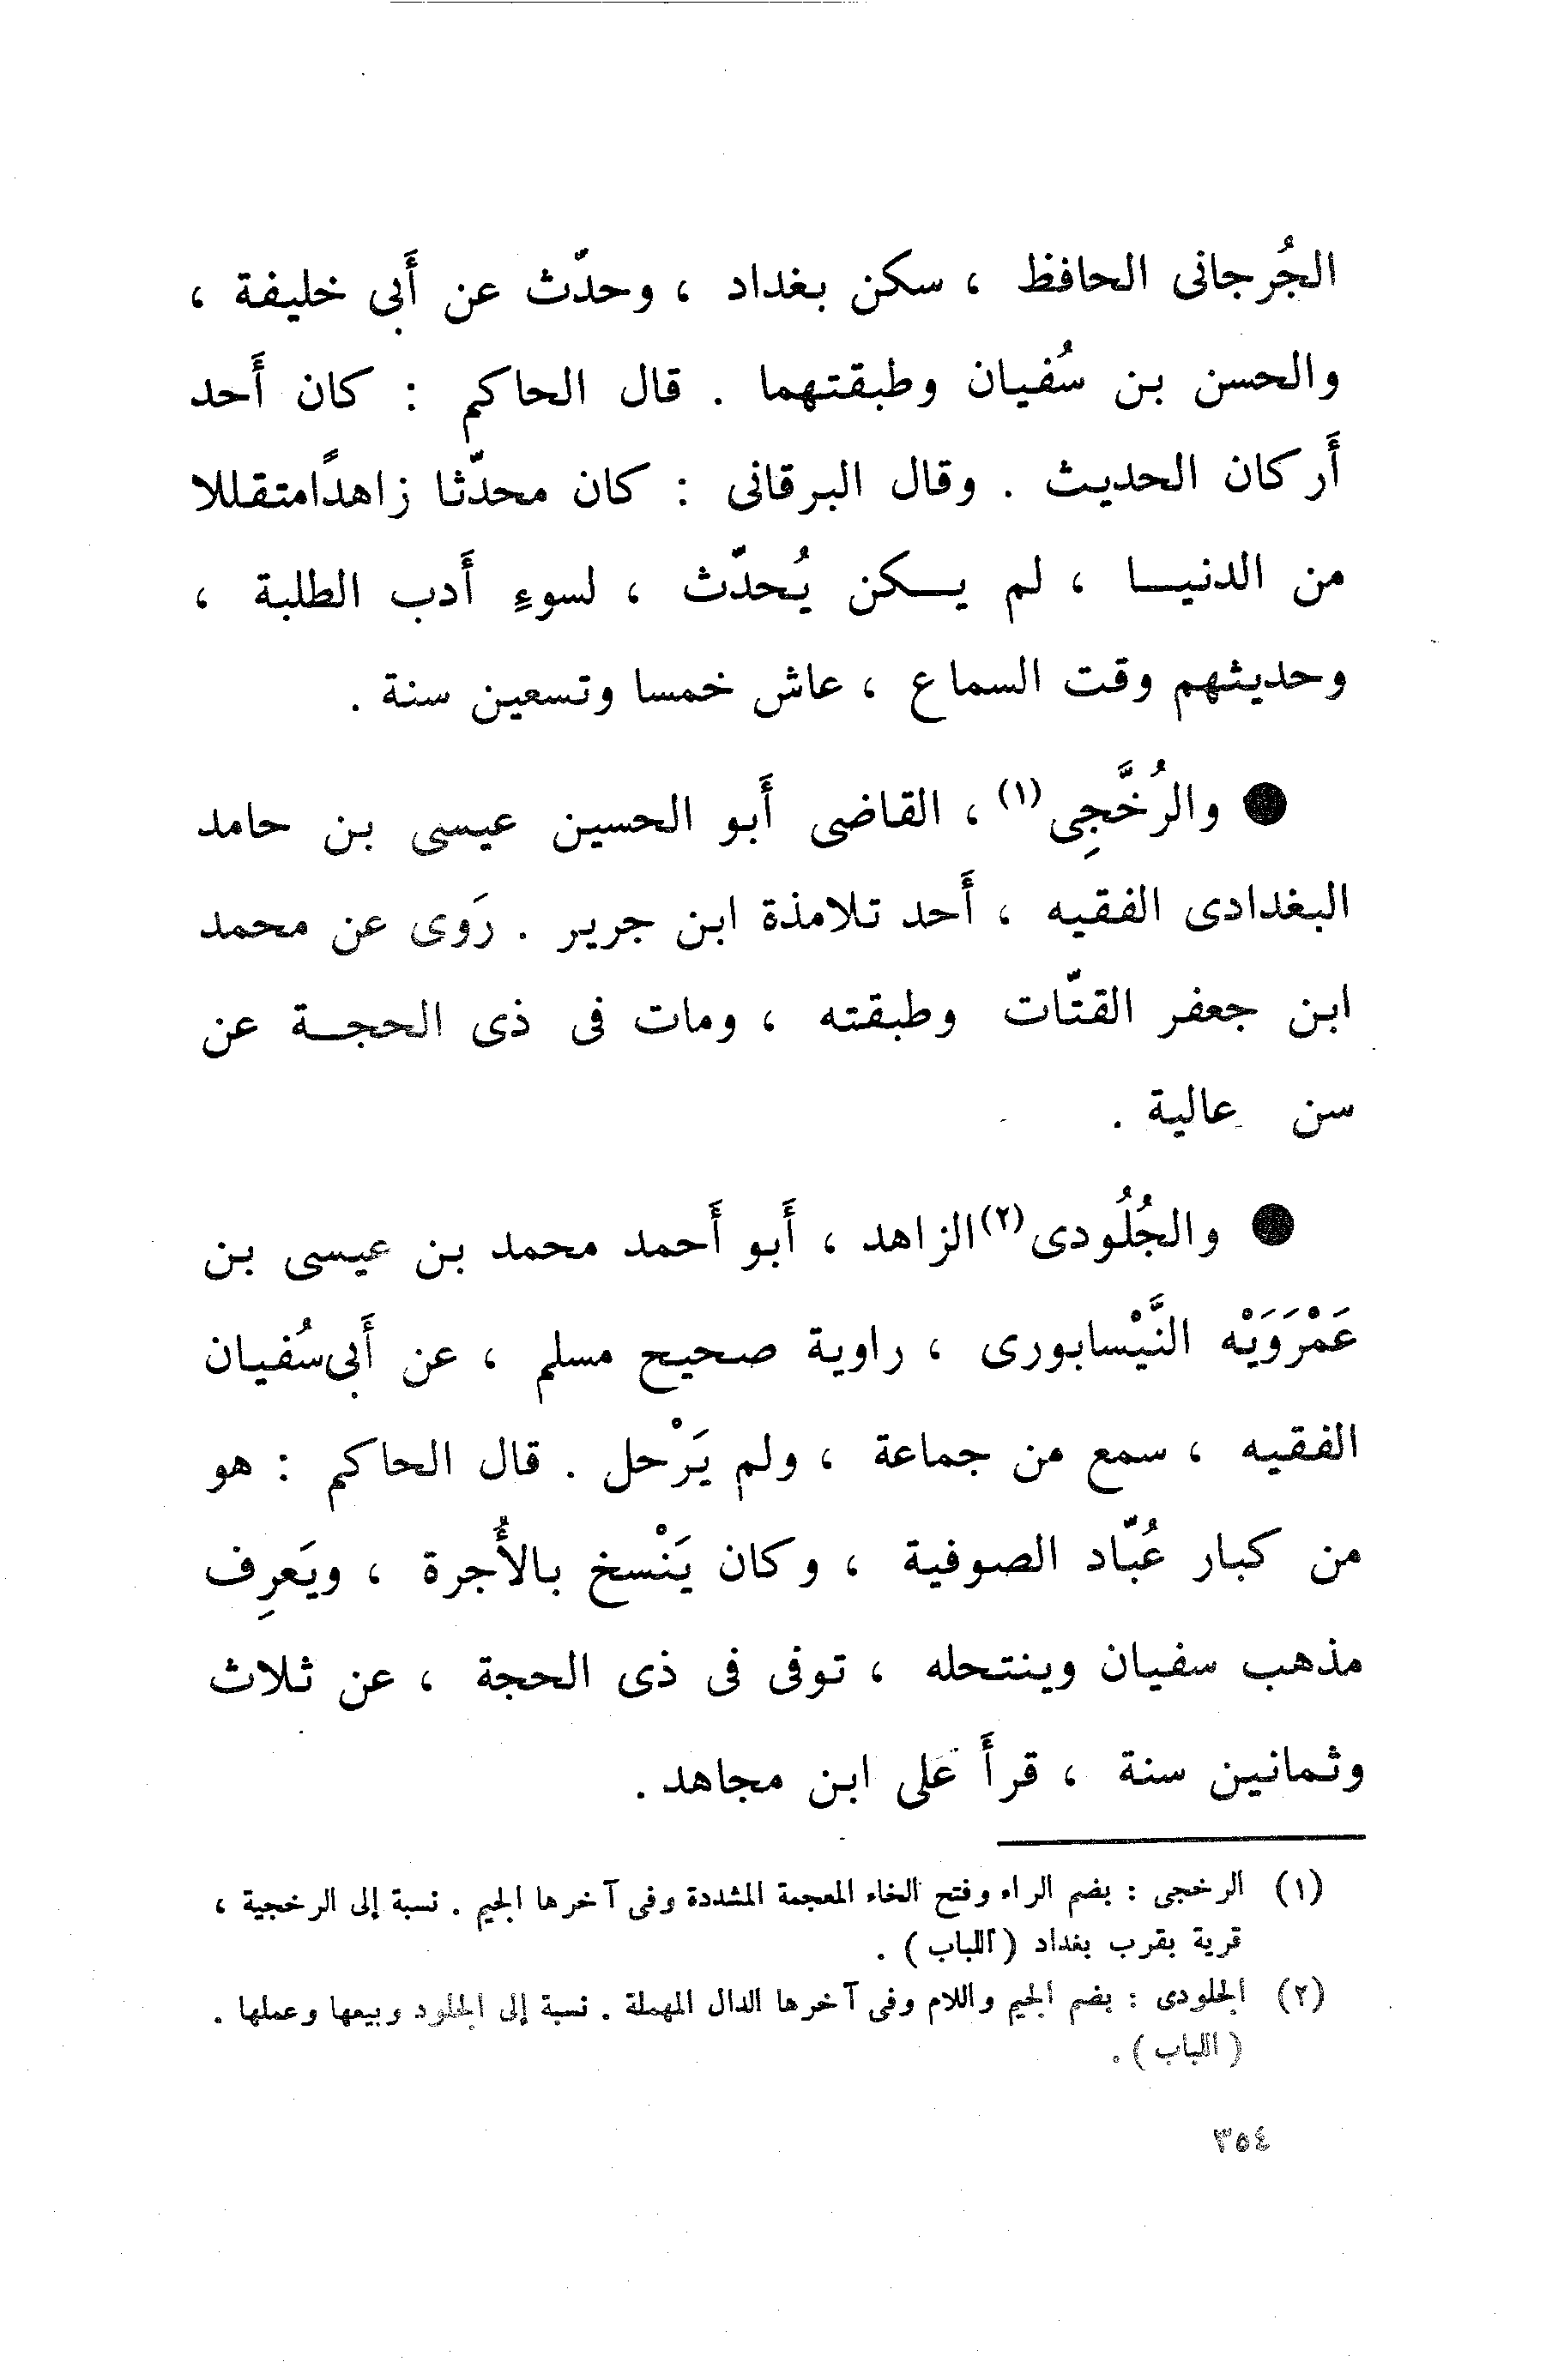 الجُرجانى الحافظ ، سكن بغداد ، وحدّث عن أَبى خليفة ،
والحسن بن سُفيان وطبقتهما . قال الحاكم : كان أَحد
أَركان الحديث . وقال البرقانى : كان محدّثا زاهدًامتقللا
من الدنيــا ، لم يــكن يُحدّث ، لسوءِ أَدب الطلبة ،
وحديثهم وقت السماع ، عاش خمسا وتسعين سنة .
● والرُخَّجِى(١) ، القاضى أَبو الحسين عيسى بن حامد
البغدادى الفقيه ، أَحد تلامذة ابن جرير . رَوى عن محمد
ابن جعفر القتّات وطبقته ، ومات فى ذى الحجــة عن
سن عالية .
● والجُلُودى(٢) الزاهد ، أَبو أَحمد محمد بن عيسى بن
عَمْرَوَيْه النَّيْسابورى ، راوية صحيح مسلم ، عن أَبى سُفيان
الفقيه ، سمع من جماعة ، ولم يَرْحل . قال الحاكم : هو
من كبار عُبّاد الصوفية ، وكان يَنْسخ بالأُجرة ، ويَعرِف
مذهب سفيان وينتحله ، توفى فى ذى الحجة ، عن ثلاث
وثمانين سنة ، قرأَ عَلى ابن مجاهد .
(١) الرخجى : بضم الراء وفتح الخاء المعجمة المشددة وفى آخرها الجيم . نسبة إلى الرخجية ،
قرية بقرب بغداد (اللباب) .
(٢) الجلودى : بضم الجيم واللام وفى آخرها الدال المهملة . نسبة إلى الجلود وبيعها وعملها .
(اللباب) .
٣٥٤